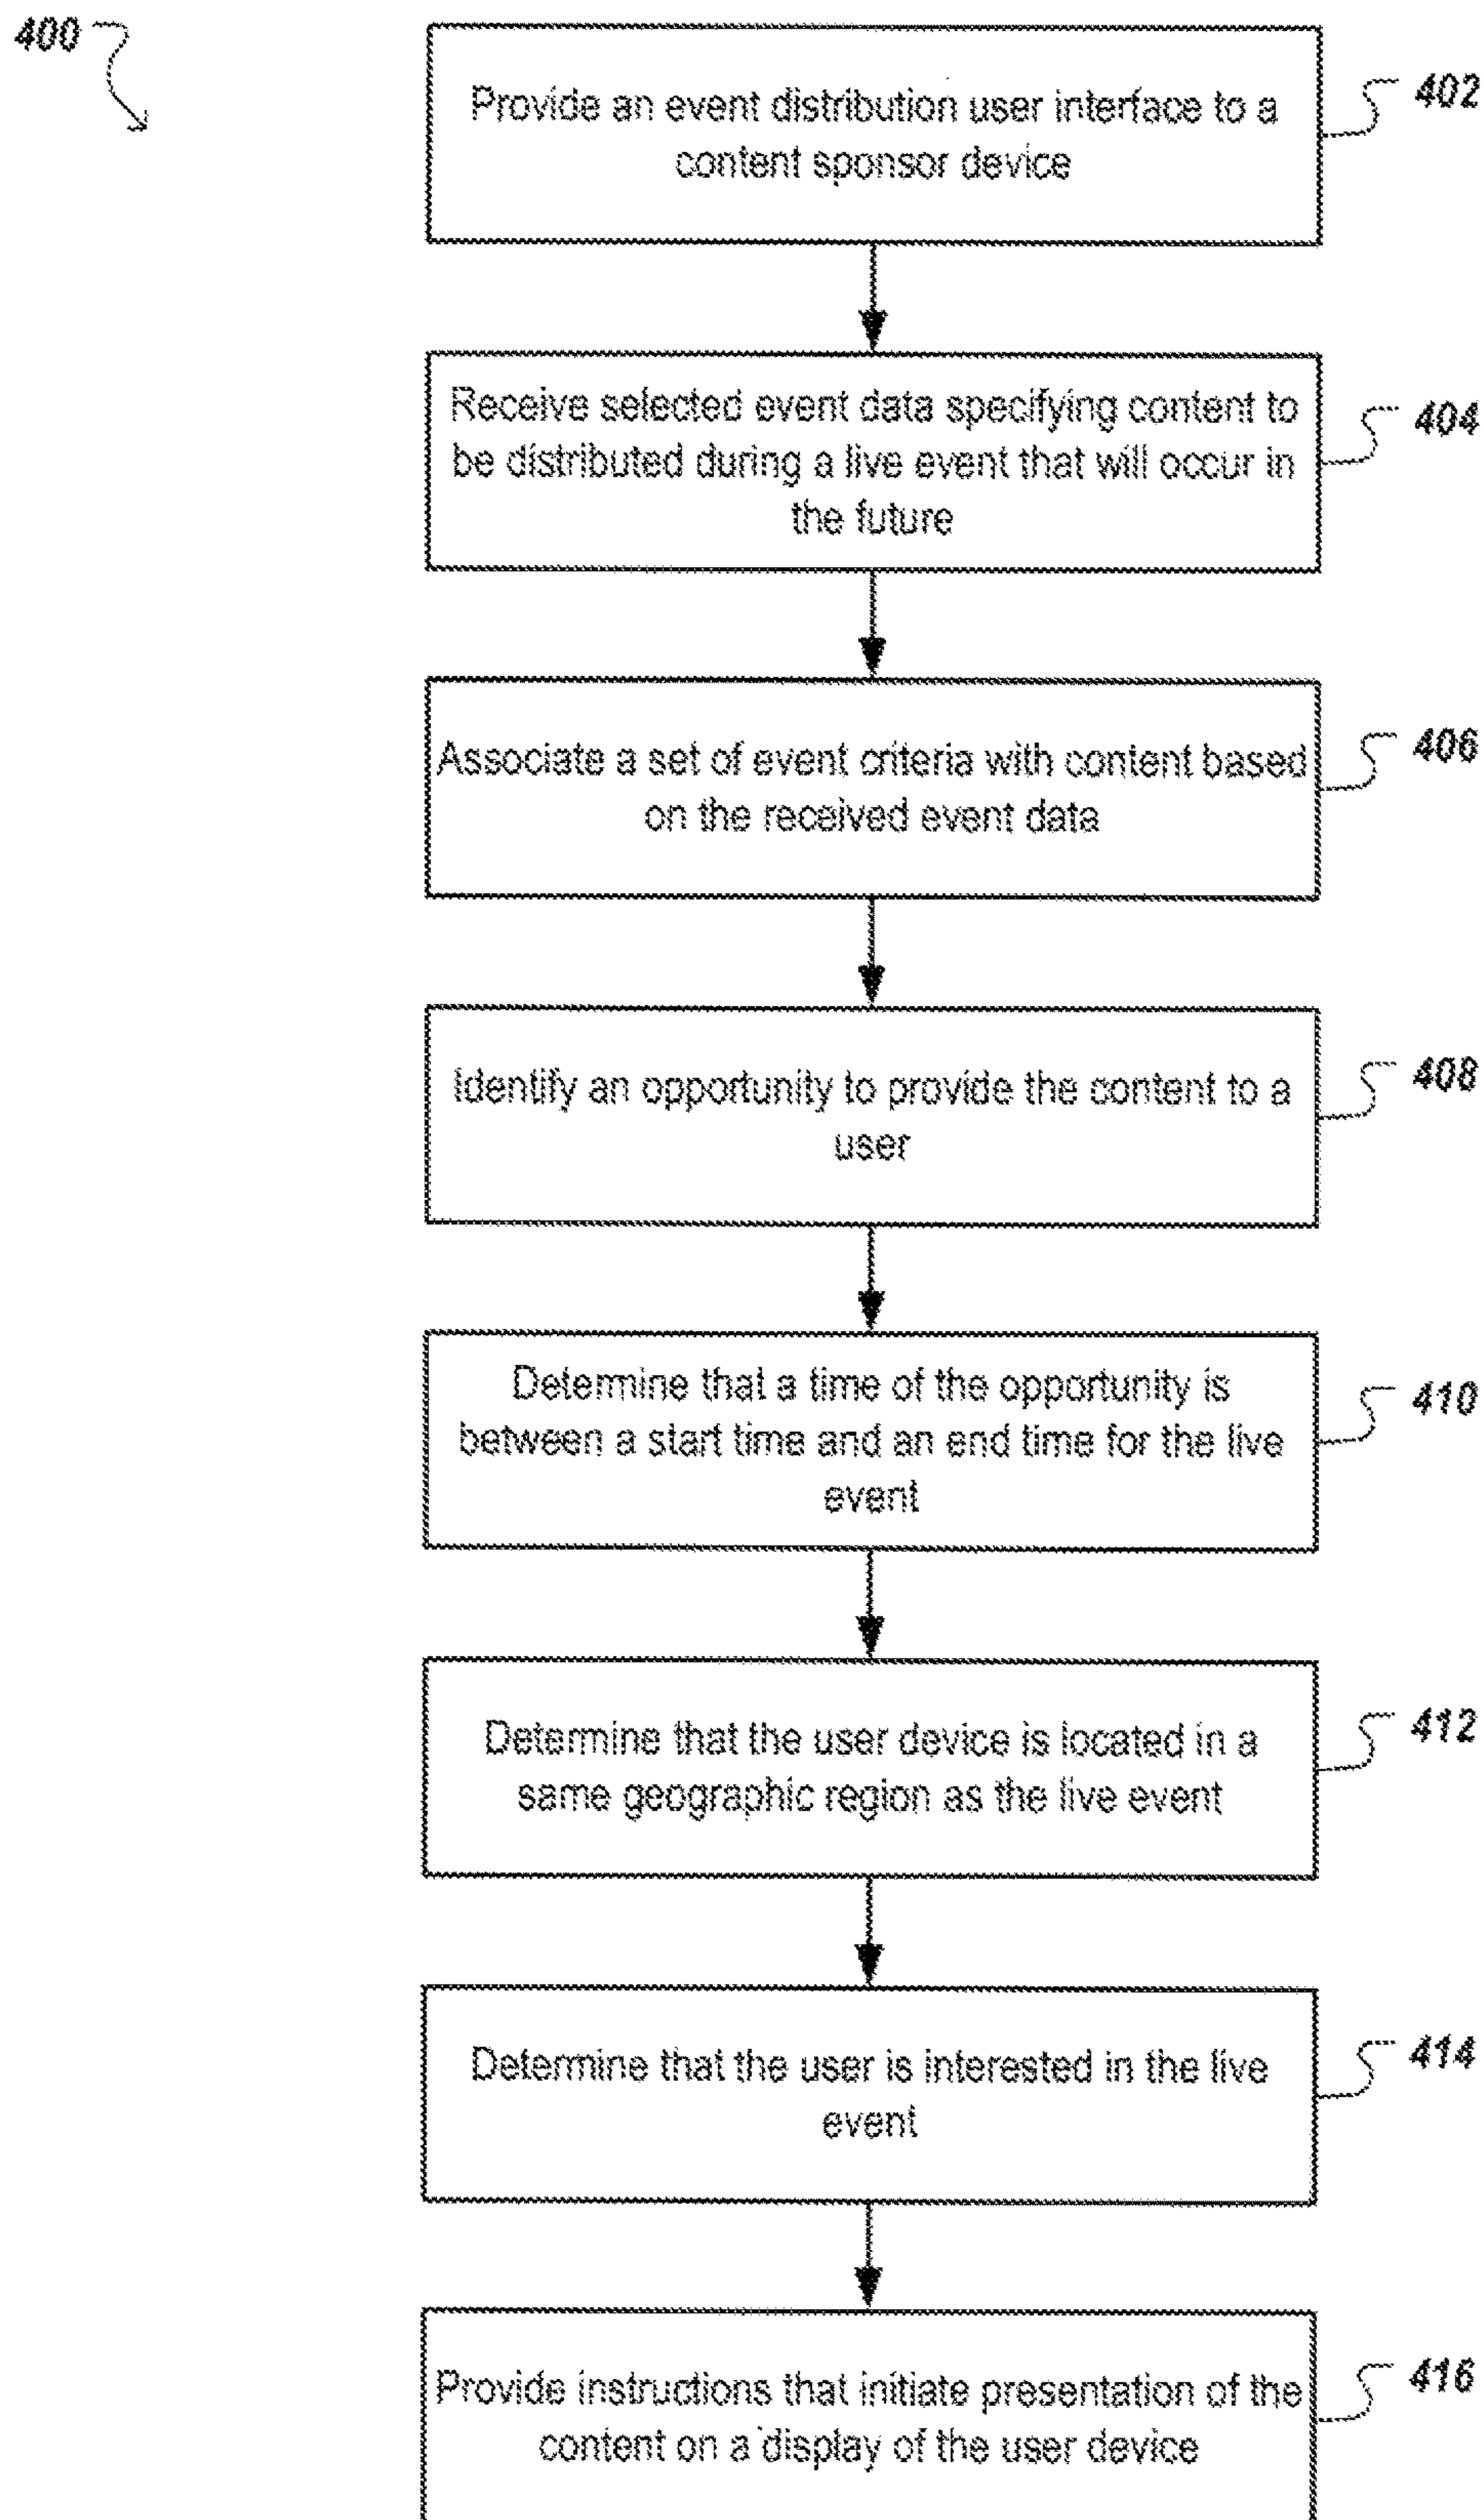 400
Provide an event distribution user interface to a
content sponsor device
402
Receive selected event data specifying content to
be distributed during a live event that will occur in
the future
404
Associate a set of event criteria with content based
on the received event data
406
Identify an opportunity to provide the content to a
user
408
Determine that a time of the opportunity is
between a start time and an end time for the live
event
410
Determine that the user device is located in a
same geographic region as the live event
412
Determine that the user is interested in the live
event
414
Provide instructions that initiate presentation of the
content on a display of the user device
416